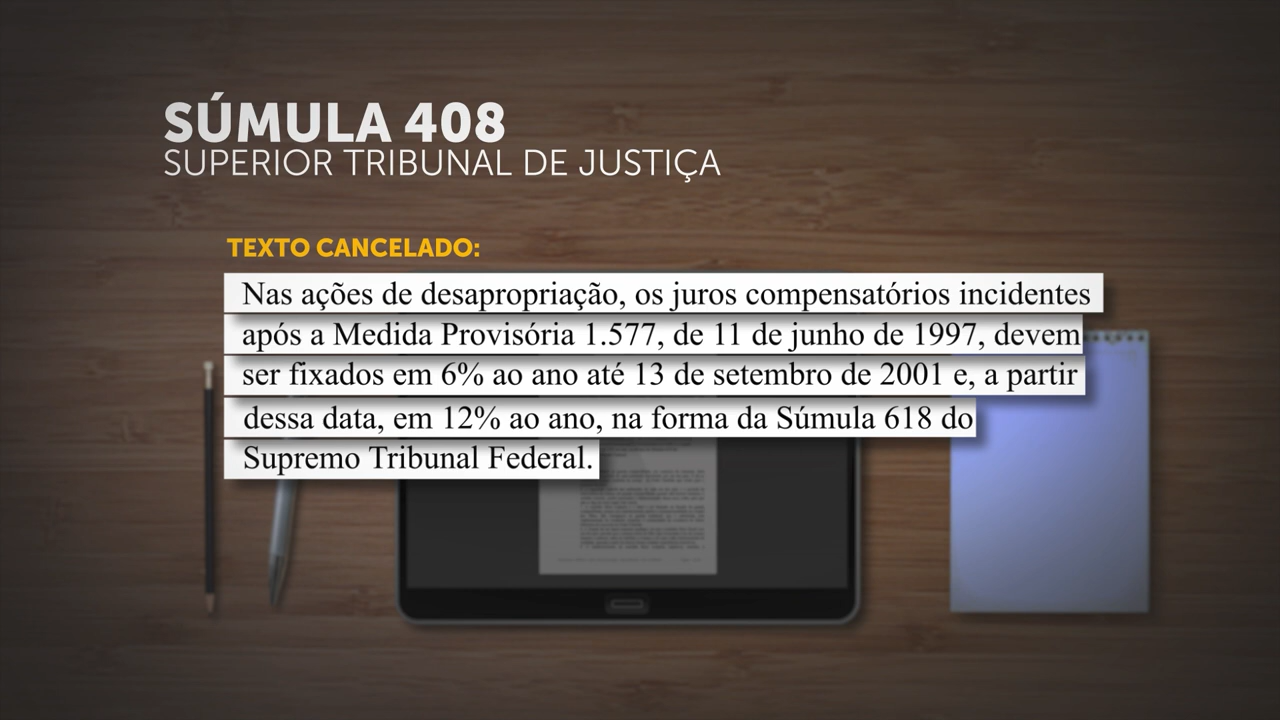 SÚMULA 408
SUPERIOR TRIBUNAL DE JUSTIÇA
TEXTO CANCELADO:
Nas ações de desapropriação, os juros compensatórios incidentes
após a Medida Provisória 1.577, de 11 de junho de 1997, devem
ser fixados em 6% ao ano até 13 de setembro de 2001 e, a partir
dessa data, em 12% ao ano, na forma da Súmula 618 do
Supremo Tribunal Federal.